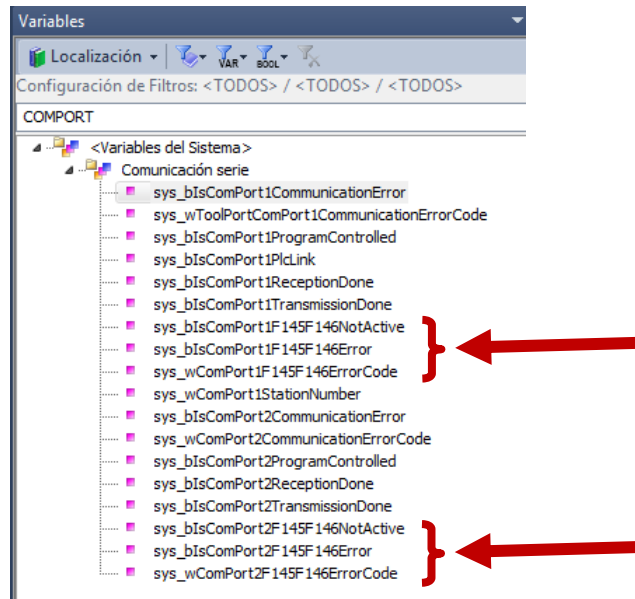 Variables
Localización
VAR
BOOL
Configuración de Filtros: <TODOS> / <TODOS> / <TODOS>
COMPORT
<Variables del Sistema>
Comunicación serie
sys_bIsComPort1CommunicationError
sys_wToolPortComPort1CommunicationErrorCode
sys_bIsComPort1ProgramControlled
sys_bIsComPort1PlcLink
sys_bIsComPort1ReceptionDone
sys_bIsComPort1TransmissionDone
sys_bIsComPort1F145F146NotActive
sys_bIsComPort1F145F146Error
sys_wComPort1F145F146ErrorCode
sys_wComPort1StationNumber
sys_bIsComPort2CommunicationError
sys_wComPort2CommunicationErrorCode
sys_bIsComPort2ProgramControlled
sys_bIsComPort2ReceptionDone
sys_bIsComPort2TransmissionDone
sys_bIsComPort2F145F146NotActive
sys_bIsComPort2F145F146Error
sys_wComPort2F145F146ErrorCode